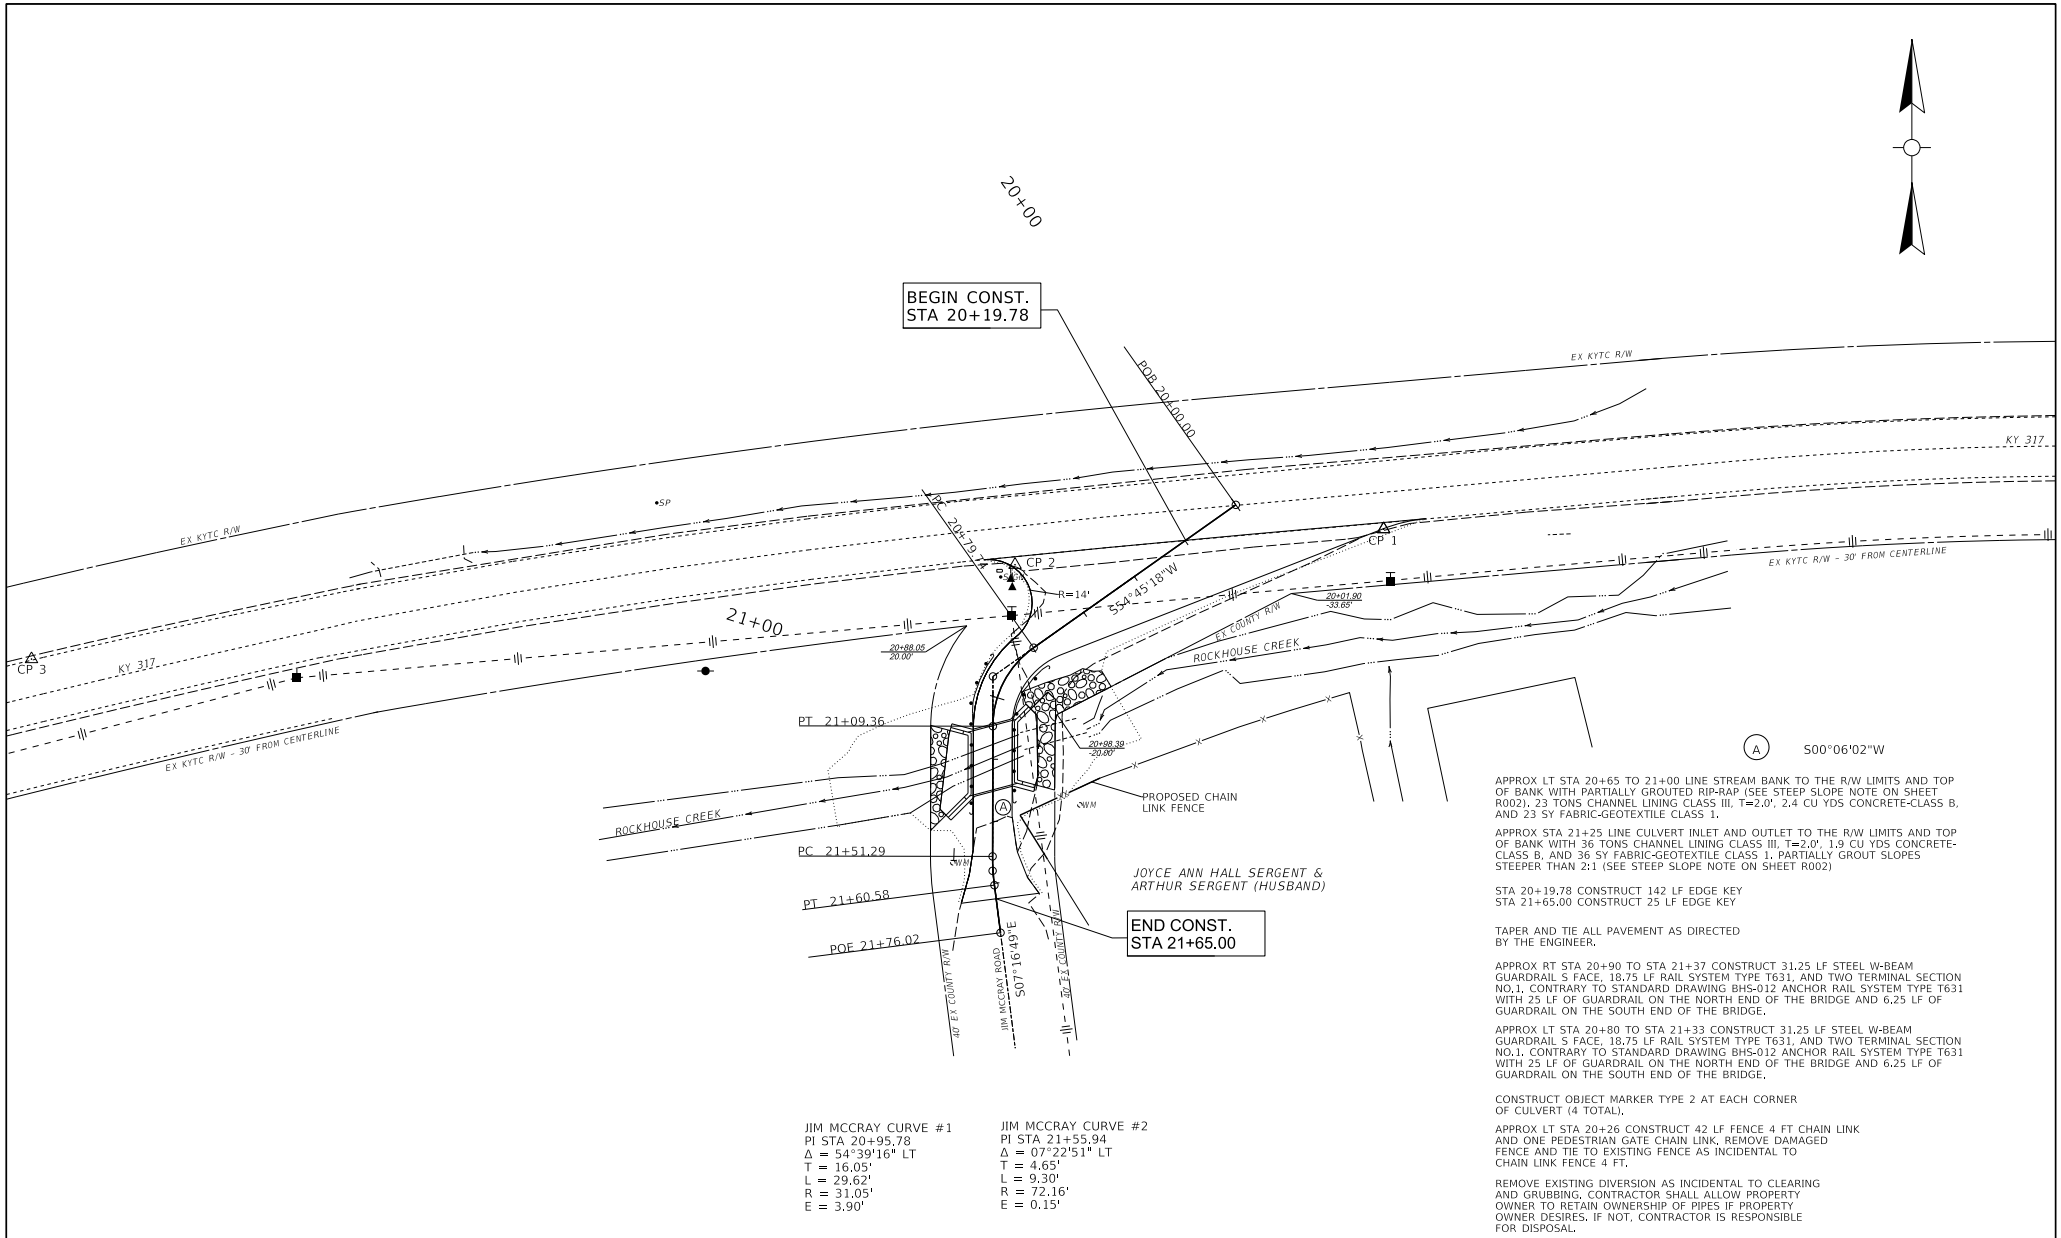 20+00
BEGIN CONST.
STA 20+19.78
POB 20+00.00
EX KYTC R/W
KY 317
EX KYTC R/W
SP
PC 20+79.74
CP 1
CP 2
EX KYTC R/W - 30' FROM CENTERLINE
R=14'
S54°45'18"W
20+01.90
-33.65'
EX COUNTY R/W
21+00
20+88.05
20.00'
ROCKHOUSE CREEK
CP 3
KY 317
PT 21+09.36
EX KYTC R/W - 30' FROM CENTERLINE
20+98.39
-20.00'
A
S00°06'02"W
PROPOSED CHAIN
LINK FENCE
WM
A
ROCKHOUSE CREEK
PC 21+51.29
WM
JOYCE ANN HALL SERGENT &
ARTHUR SERGENT (HUSBAND)
PT 21+60.58
END CONST.
STA 21+65.00
POE 21+76.02
40' EX COUNTY R/W
JIM MCCRAY ROAD
S07°16'49"E
40' EX COUNTY R/W
APPROX LT STA 20+65 TO 21+00 LINE STREAM BANK TO THE R/W LIMITS AND TOP
OF BANK WITH PARTIALLY GROUTED RIP-RAP (SEE STEEP SLOPE NOTE ON SHEET
R002). 23 TONS CHANNEL LINING CLASS III, T=2.0', 2.4 CU YDS CONCRETE-CLASS B,
AND 23 SY FABRIC-GEOTEXTILE CLASS 1.
APPROX STA 21+25 LINE CULVERT INLET AND OUTLET TO THE R/W LIMITS AND TOP
OF BANK WITH 36 TONS CHANNEL LINING CLASS III, T=2.0', 1.9 CU YDS CONCRETE-
CLASS B, AND 36 SY FABRIC-GEOTEXTILE CLASS 1. PARTIALLY GROUT SLOPES
STEEPER THAN 2:1 (SEE STEEP SLOPE NOTE ON SHEET R002)
STA 20+19.78 CONSTRUCT 142 LF EDGE KEY
STA 21+65.00 CONSTRUCT 25 LF EDGE KEY
TAPER AND TIE ALL PAVEMENT AS DIRECTED
BY THE ENGINEER.
APPROX RT STA 20+90 TO STA 21+37 CONSTRUCT 31.25 LF STEEL W-BEAM
GUARDRAIL S FACE, 18.75 LF RAIL SYSTEM TYPE T631, AND TWO TERMINAL SECTION
NO.1. CONTRARY TO STANDARD DRAWING BHS-012 ANCHOR RAIL SYSTEM TYPE T631
WITH 25 LF OF GUARDRAIL ON THE NORTH END OF THE BRIDGE AND 6.25 LF OF
GUARDRAIL ON THE SOUTH END OF THE BRIDGE.
APPROX LT STA 20+80 TO STA 21+33 CONSTRUCT 31.25 LF STEEL W-BEAM
GUARDRAIL S FACE, 18.75 LF RAIL SYSTEM TYPE T631, AND TWO TERMINAL SECTION
NO.1. CONTRARY TO STANDARD DRAWING BHS-012 ANCHOR RAIL SYSTEM TYPE T631
WITH 25 LF OF GUARDRAIL ON THE NORTH END OF THE BRIDGE AND 6.25 LF OF
GUARDRAIL ON THE SOUTH END OF THE BRIDGE.
CONSTRUCT OBJECT MARKER TYPE 2 AT EACH CORNER
OF CULVERT (4 TOTAL).
APPROX LT STA 20+26 CONSTRUCT 42 LF FENCE 4 FT CHAIN LINK
AND ONE PEDESTRIAN GATE CHAIN LINK. REMOVE DAMAGED
FENCE AND TIE TO EXISTING FENCE AS INCIDENTAL TO
CHAIN LINK FENCE 4 FT.
REMOVE EXISTING DIVERSION AS INCIDENTAL TO CLEARING
AND GRUBBING. CONTRACTOR SHALL ALLOW PROPERTY
OWNER TO RETAIN OWNERSHIP OF PIPES IF PROPERTY
OWNER DESIRES. IF NOT, CONTRACTOR IS RESPONSIBLE
FOR DISPOSAL.
JIM MCCRAY CURVE #1
PI STA 20+95.78
Δ = 54°39'16" LT
T = 16.05'
L = 29.62'
R = 31.05'
E = 3.90'
JIM MCCRAY CURVE #2
PI STA 21+55.94
Δ = 07°22'51" LT
T = 4.65'
L = 9.30'
R = 72.16'
E = 0.15'